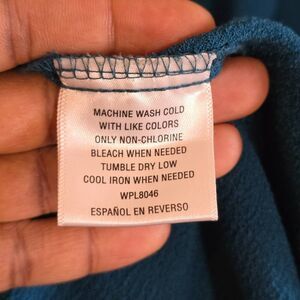 MACHINE WASH COLD
WITH LIKE COLORS
ONLY NON-CHLORINE
BLEACH WHEN NEEDED
TUMBLE DRY LOW
COOL IRON WHEN NEEDED
WPL8046
ESPAÑOL EN REVERSO